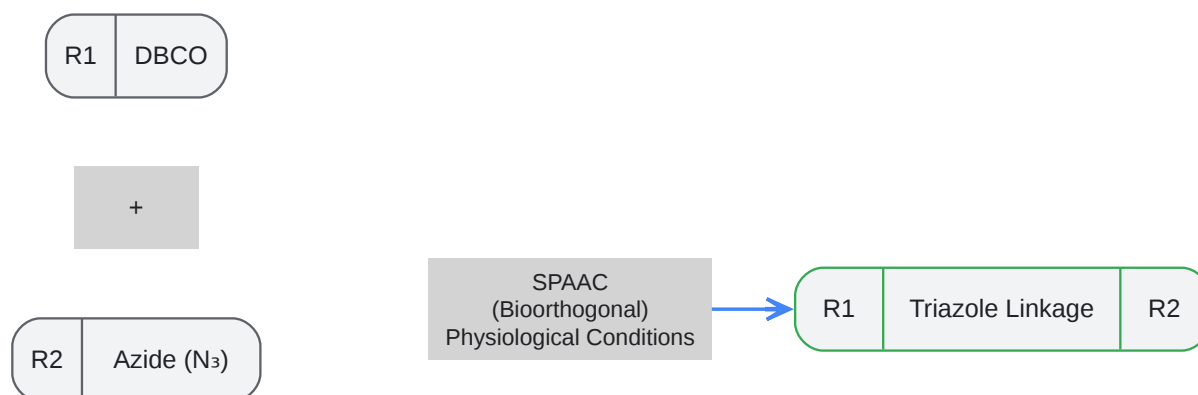 R1 DBCO
+
R2 Azide (N₃)
SPAAC
(Bioorthogonal)
Physiological Conditions
R1 Triazole Linkage R2